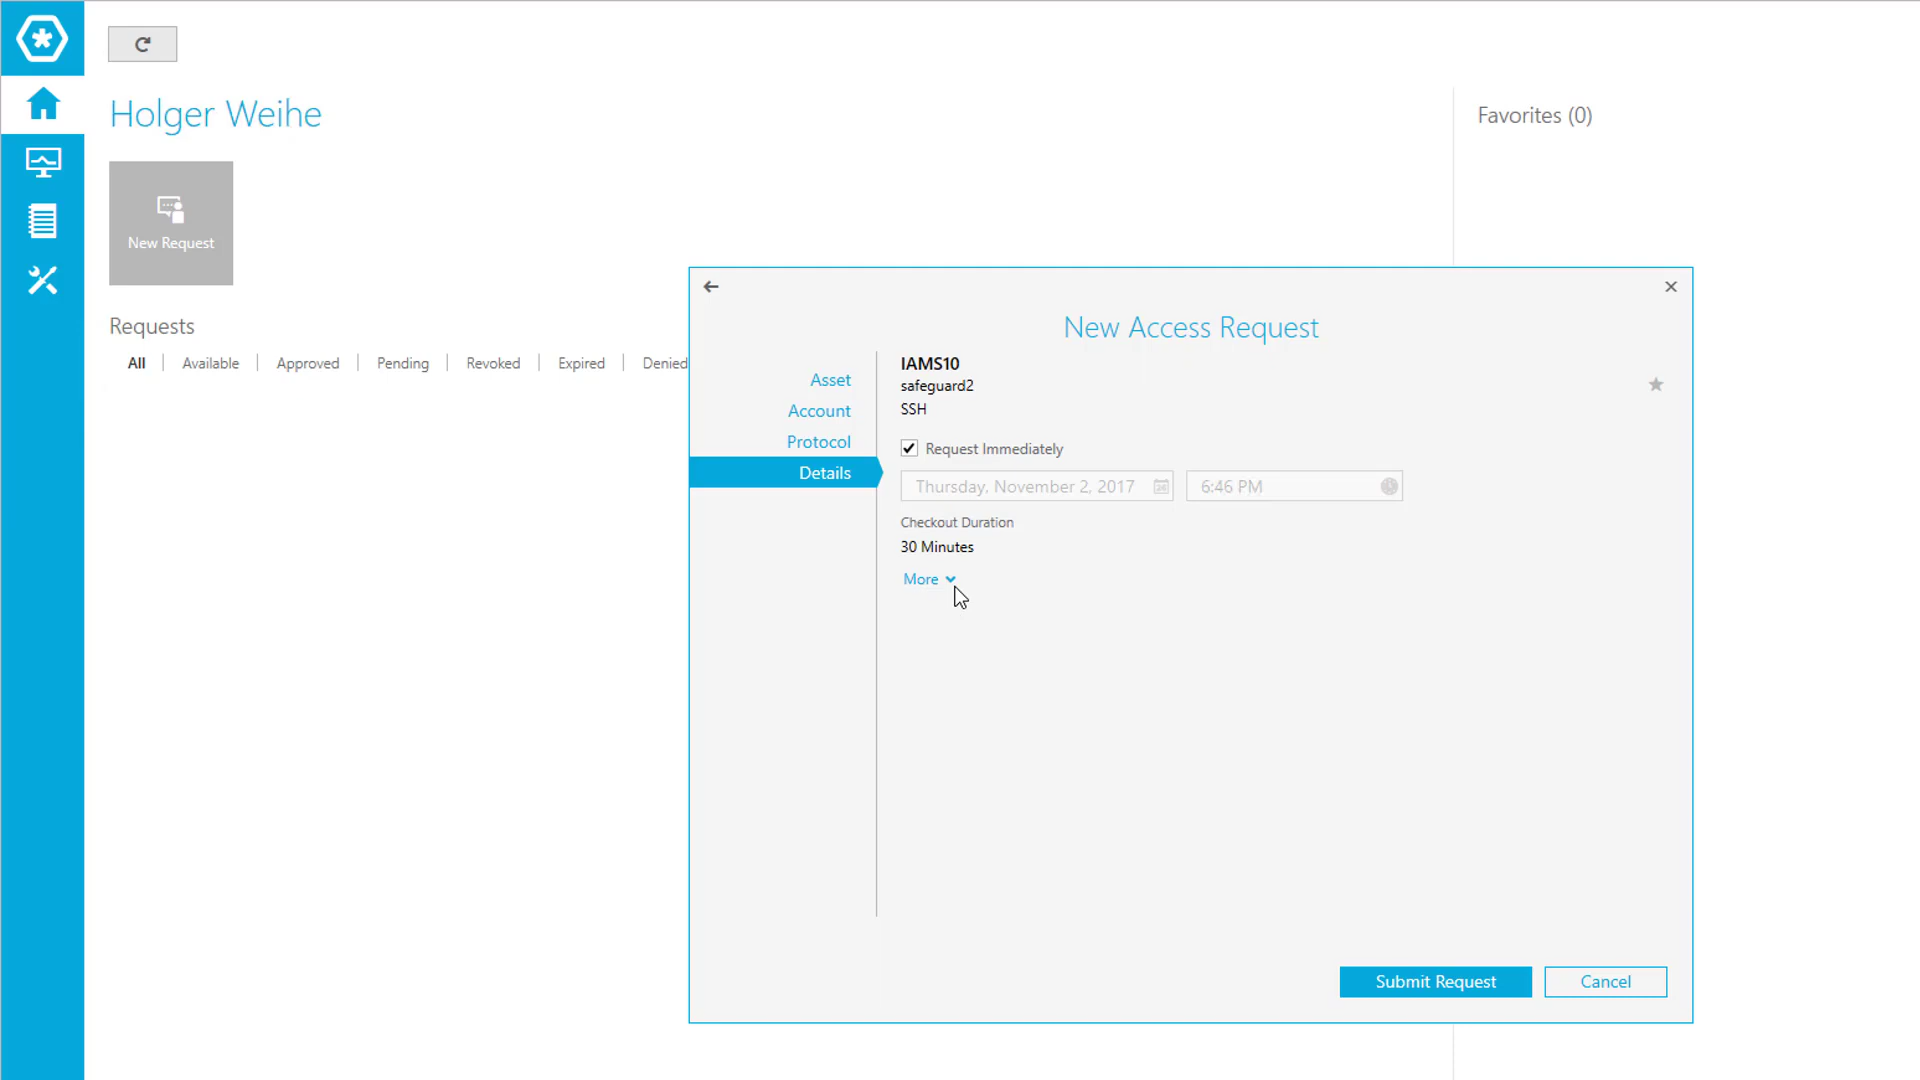 Holger Weihe
Favorites (0)
New Request
Requests
All
Available
Approved
Pending
Revoked
Expired
Denied
New Access Request
Asset
Account
Protocol
Details
IAMS10
safeguard2
SSH
Request Immediately
Thursday, November 2, 2017
6:46 PM
Checkout Duration
30 Minutes
More
Submit Request
Cancel